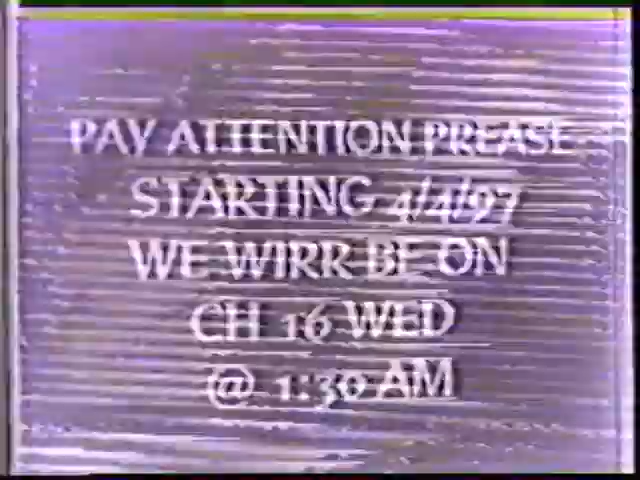 PAY ATTENTION PREASE
STARTING 4/4/97
WE WIRR BE ON
CH 16 WED
@ 1:30 AM